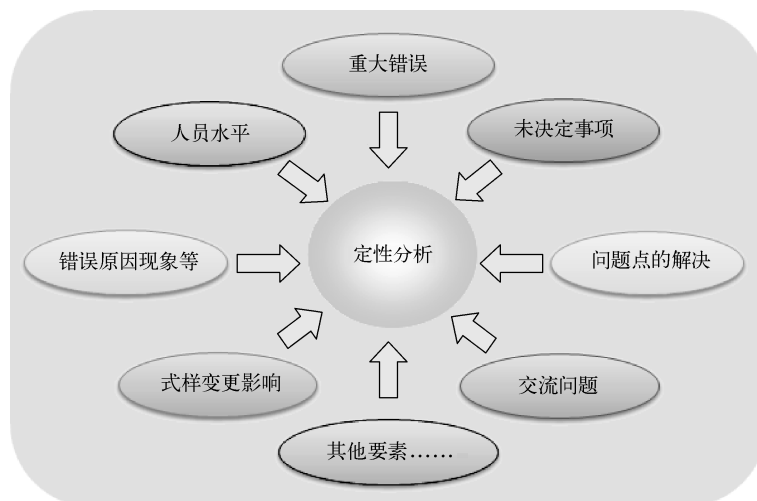 重大错误
人员水平
未决定事项
定性分析
错误原因现象等
问题点的解决
式样变更影响
交流问题
其他要素……